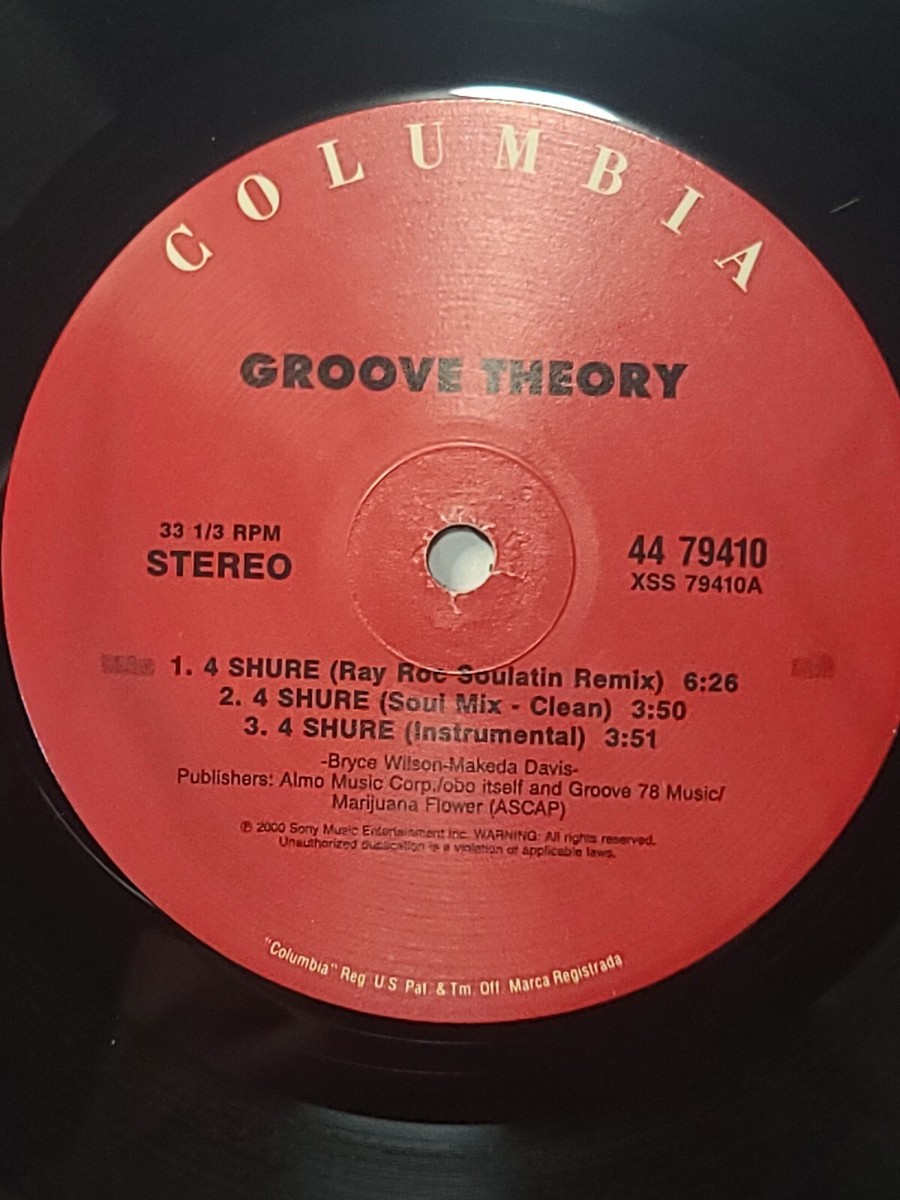 COLUMBIA
GROOVE THEORY
33 1/3 RPM
STEREO
44 79410
XSS 79410A
1. 4 SHURE (Ray Roc Soulatin Remix) 6:26
2. 4 SHURE (Soul Mix - Clean) 3:50
3. 4 SHURE (Instrumental) 3:51
-Bryce Wilson-Makeda Davis-
Publishers: Almo Music Corp./obo itself and Groove 78 Music/
Marijuana Flower (ASCAP)
℗ 2000 Sony Music Entertainment Inc. WARNING: All rights reserved.
Unauthorized duplication is a violation of applicable laws.
"Columbia" Reg. U.S. Pat. & Tm. Off. Marca Registrada